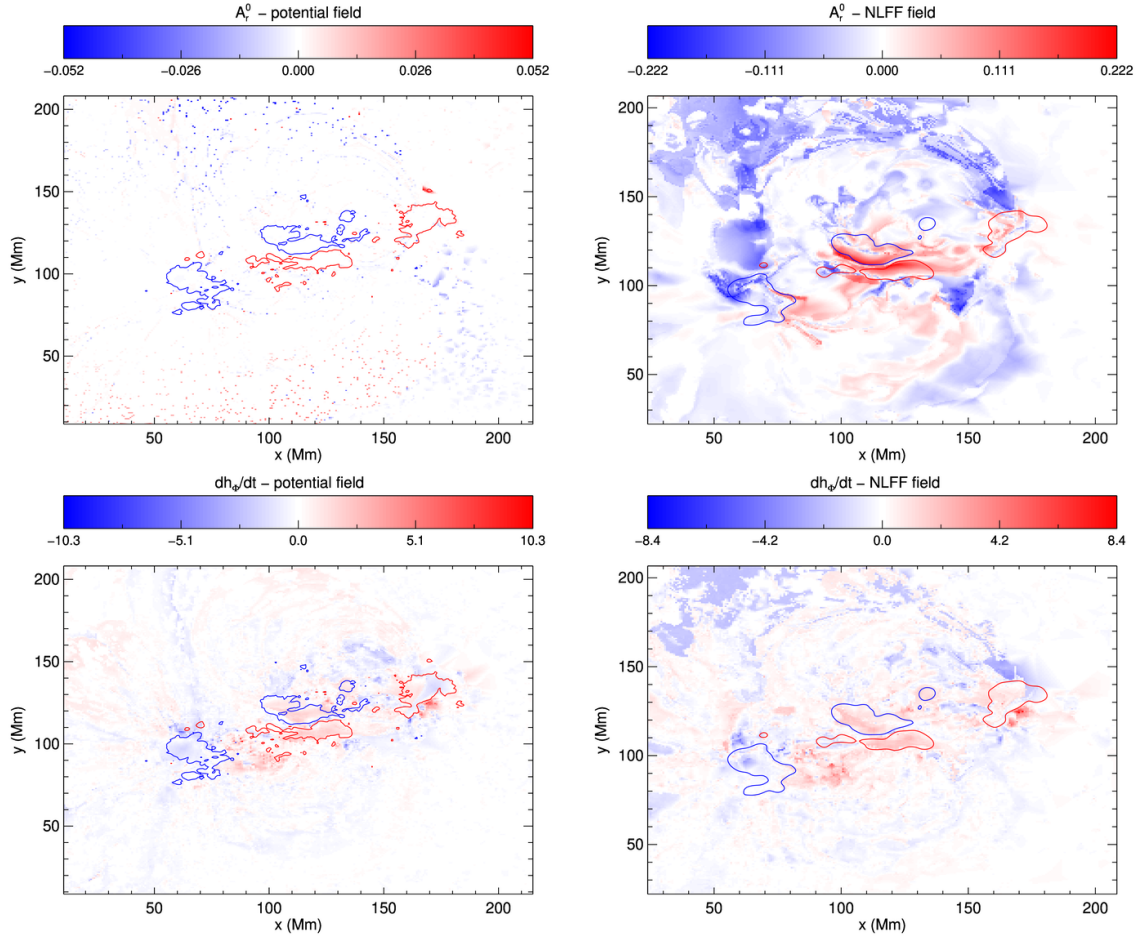 A_r^0 – potential field
−0.052 −0.026 0.000 0.026 0.052
200
150
100
50
y (Mm)
50 100 150 200
x (Mm)
A_r^0 – NLFF field
−0.222 −0.111 0.000 0.111 0.222
200
150
100
50
y (Mm)
50 100 150 200
x (Mm)
dh_Φ/dt – potential field
−10.3 −5.1 0.0 5.1 10.3
200
150
100
50
y (Mm)
50 100 150 200
x (Mm)
dh_Φ/dt – NLFF field
−8.4 −4.2 0.0 4.2 8.4
200
150
100
50
y (Mm)
50 100 150 200
x (Mm)